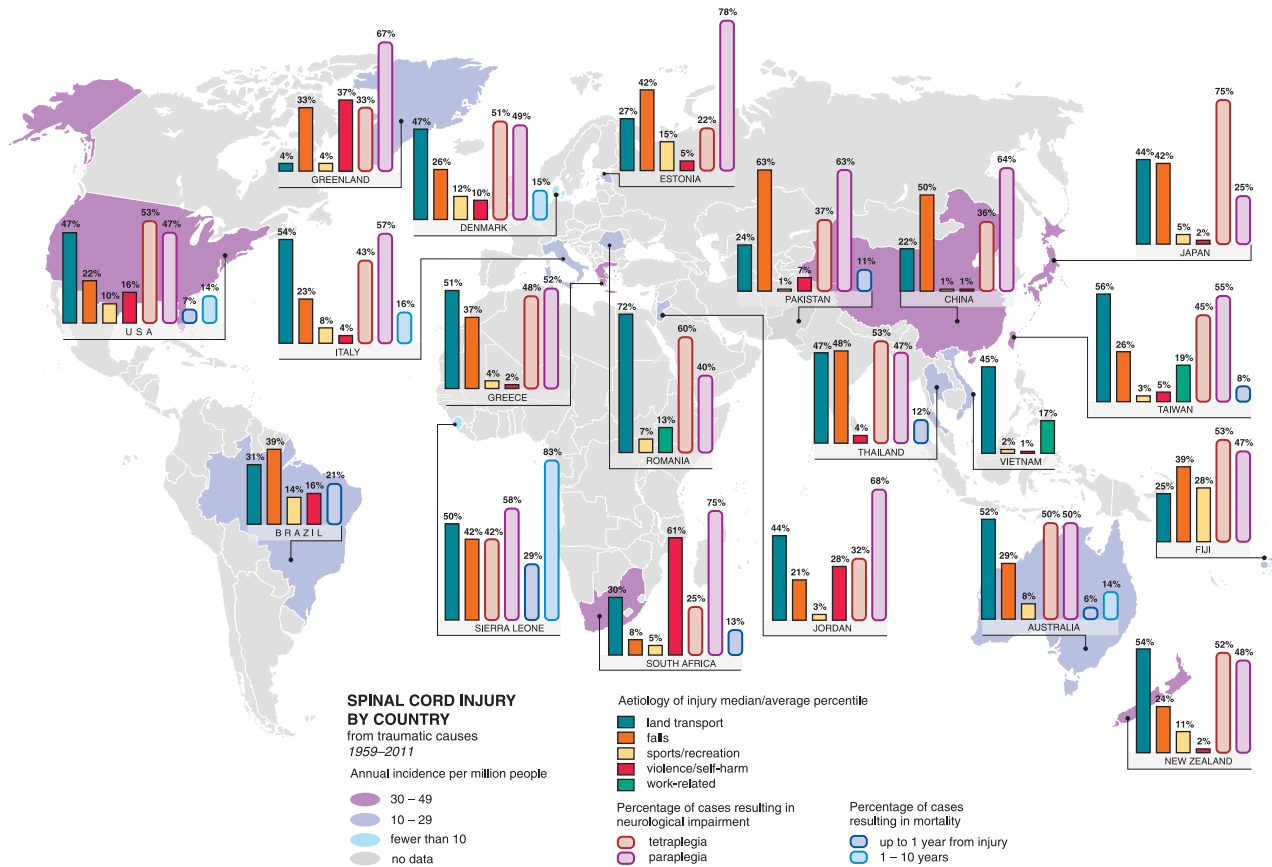 67%
33%
4%
4%
37%
33%
GREENLAND
47%
26%
12%
10%
51%
49%
15%
DENMARK
27%
42%
15%
5%
22%
78%
ESTONIA
47%
22%
10%
16%
53%
47%
7%
14%
U S A
54%
23%
8%
4%
43%
57%
16%
ITALY
51%
37%
4%
2%
48%
52%
GREECE
72%
7%
13%
60%
40%
ROMANIA
24%
63%
1%
7%
37%
63%
11%
PAKISTAN
22%
50%
1%
1%
36%
64%
CHINA
44%
42%
5%
2%
75%
25%
JAPAN
56%
26%
3%
5%
19%
45%
55%
8%
TAIWAN
47%
48%
4%
53%
47%
12%
THAILAND
45%
2%
1%
17%
VIETNAM
25%
39%
28%
53%
47%
FIJI
31%
39%
14%
16%
21%
B R A Z I L
50%
42%
42%
58%
29%
83%
SIERRA LEONE
30%
8%
5%
61%
25%
75%
13%
SOUTH AFRICA
44%
21%
3%
28%
32%
68%
JORDAN
52%
29%
8%
50%
50%
6%
14%
AUSTRALIA
54%
24%
11%
2%
52%
48%
NEW ZEALAND
SPINAL CORD INJURY
BY COUNTRY
from traumatic causes
1959–2011
Annual incidence per million people
30 – 49
10 – 29
fewer than 10
no data
Aetiology of injury median/average percentile
land transport
falls
sports/recreation
violence/self-harm
work-related
Percentage of cases resulting in
neurological impairment
tetraplegia
paraplegia
Percentage of cases
resulting in mortality
up to 1 year from injury
1 – 10 years